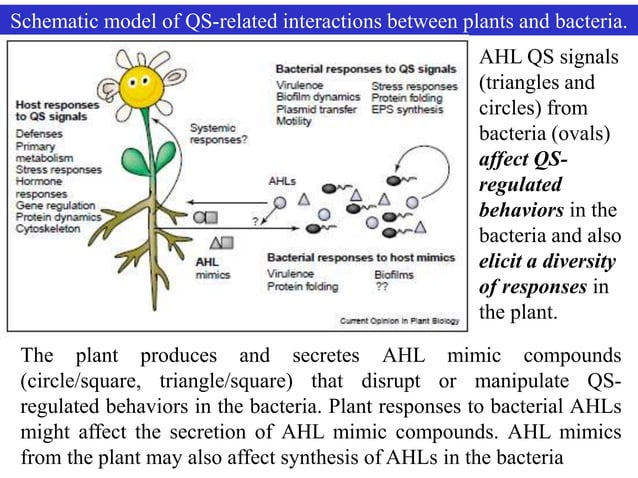 Schematic model of QS-related interactions between plants and bacteria.
Host responses
to QS signals
Defenses
Primary
metabolism
Stress responses
Hormone
responses
Gene regulation
Protein dynamics
Cytoskeleton
Systemic
responses?
Bacterial responses to QS signals
Virulence
Biofilm dynamics
Plasmid transfer
Motility
Stress responses
Protein folding
EPS synthesis
AHLs
?
AHL
mimics
Bacterial responses to host mimics
Virulence
Protein folding
Biofilms
??
Current Opinion in Plant Biology
AHL QS signals
(triangles and
circles) from
bacteria (ovals)
affect QS-
regulated
behaviors in the
bacteria and also
elicit a diversity
of responses in
the plant.
The plant produces and secretes AHL mimic compounds
(circle/square, triangle/square) that disrupt or manipulate QS-
regulated behaviors in the bacteria. Plant responses to bacterial AHLs
might affect the secretion of AHL mimic compounds. AHL mimics
from the plant may also affect synthesis of AHLs in the bacteria